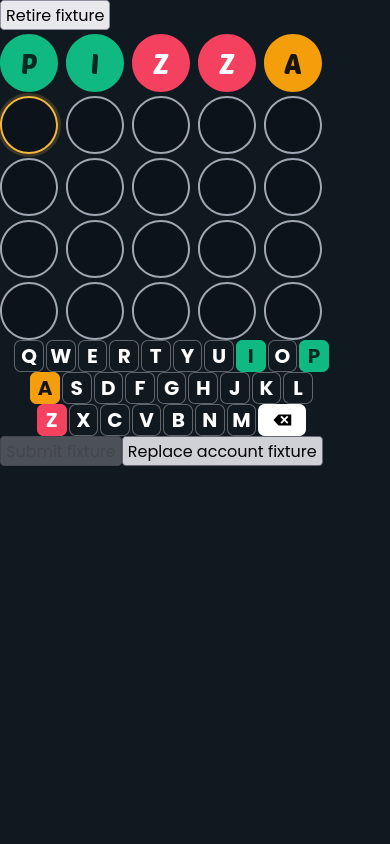 Retire fixture
P I Z Z A
Q W E R T Y U I O P
A S D F G H J K L
Z X C V B N M
Submit fixture Replace account fixture